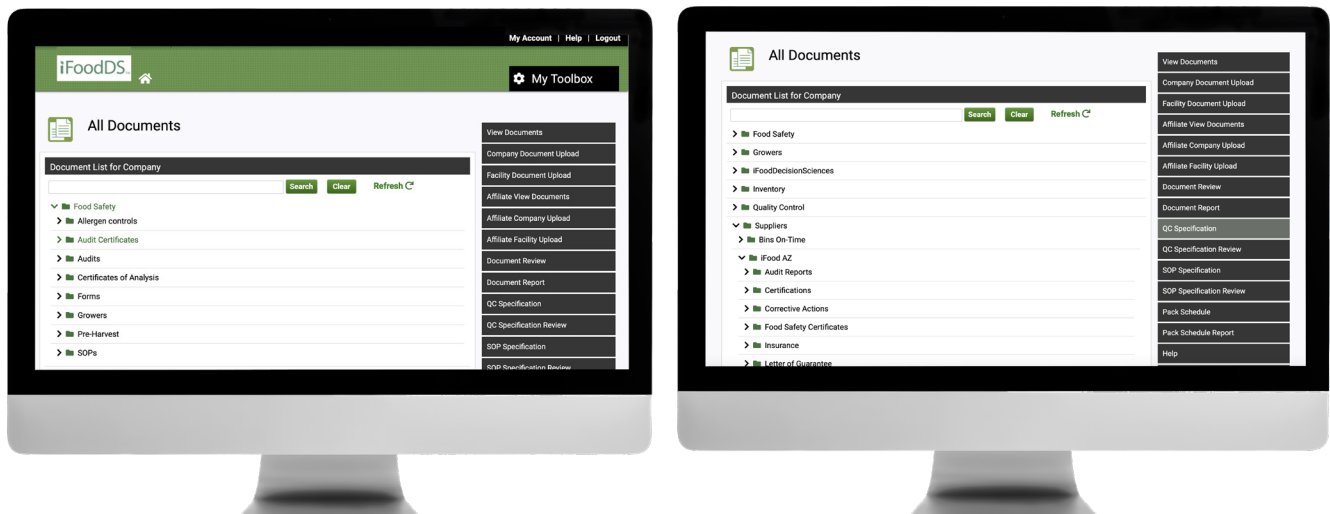 My Account | Help | Logout
iFoodDS
My Toolbox
All Documents
Document List for Company
Search Clear Refresh
Food Safety
Allergen controls
Audit Certificates
Audits
Certificates of Analysis
Forms
Growers
Pre-Harvest
SOPs
View Documents
Company Document Upload
Facility Document Upload
Affiliate View Documents
Affiliate Company Upload
Affiliate Facility Upload
Document Review
Document Report
QC Specification
QC Specification Review
SOP Specification
SOP Specification Review
All Documents
Document List for Company
Search Clear Refresh
Food Safety
Growers
iFoodDecisionSciences
Inventory
Quality Control
Suppliers
Bins On-Time
iFood AZ
Audit Reports
Certifications
Corrective Actions
Food Safety Certificates
Insurance
Letter of Guarantee
View Documents
Company Document Upload
Facility Document Upload
Affiliate View Documents
Affiliate Company Upload
Affiliate Facility Upload
Document Review
Document Report
QC Specification
QC Specification Review
SOP Specification
SOP Specification Review
Pack Schedule
Pack Schedule Report
Help